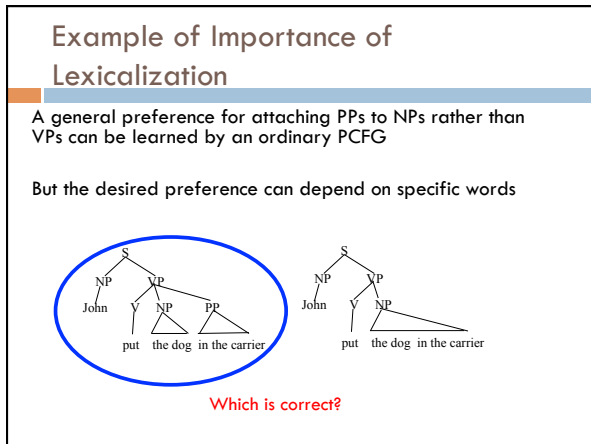 Example of Importance of
Lexicalization
A general preference for attaching PPs to NPs rather than
VPs can be learned by an ordinary PCFG
But the desired preference can depend on specific words
S
NP VP
John V NP PP
put the dog in the carrier
S
NP VP
John V NP
put the dog in the carrier
Which is correct?